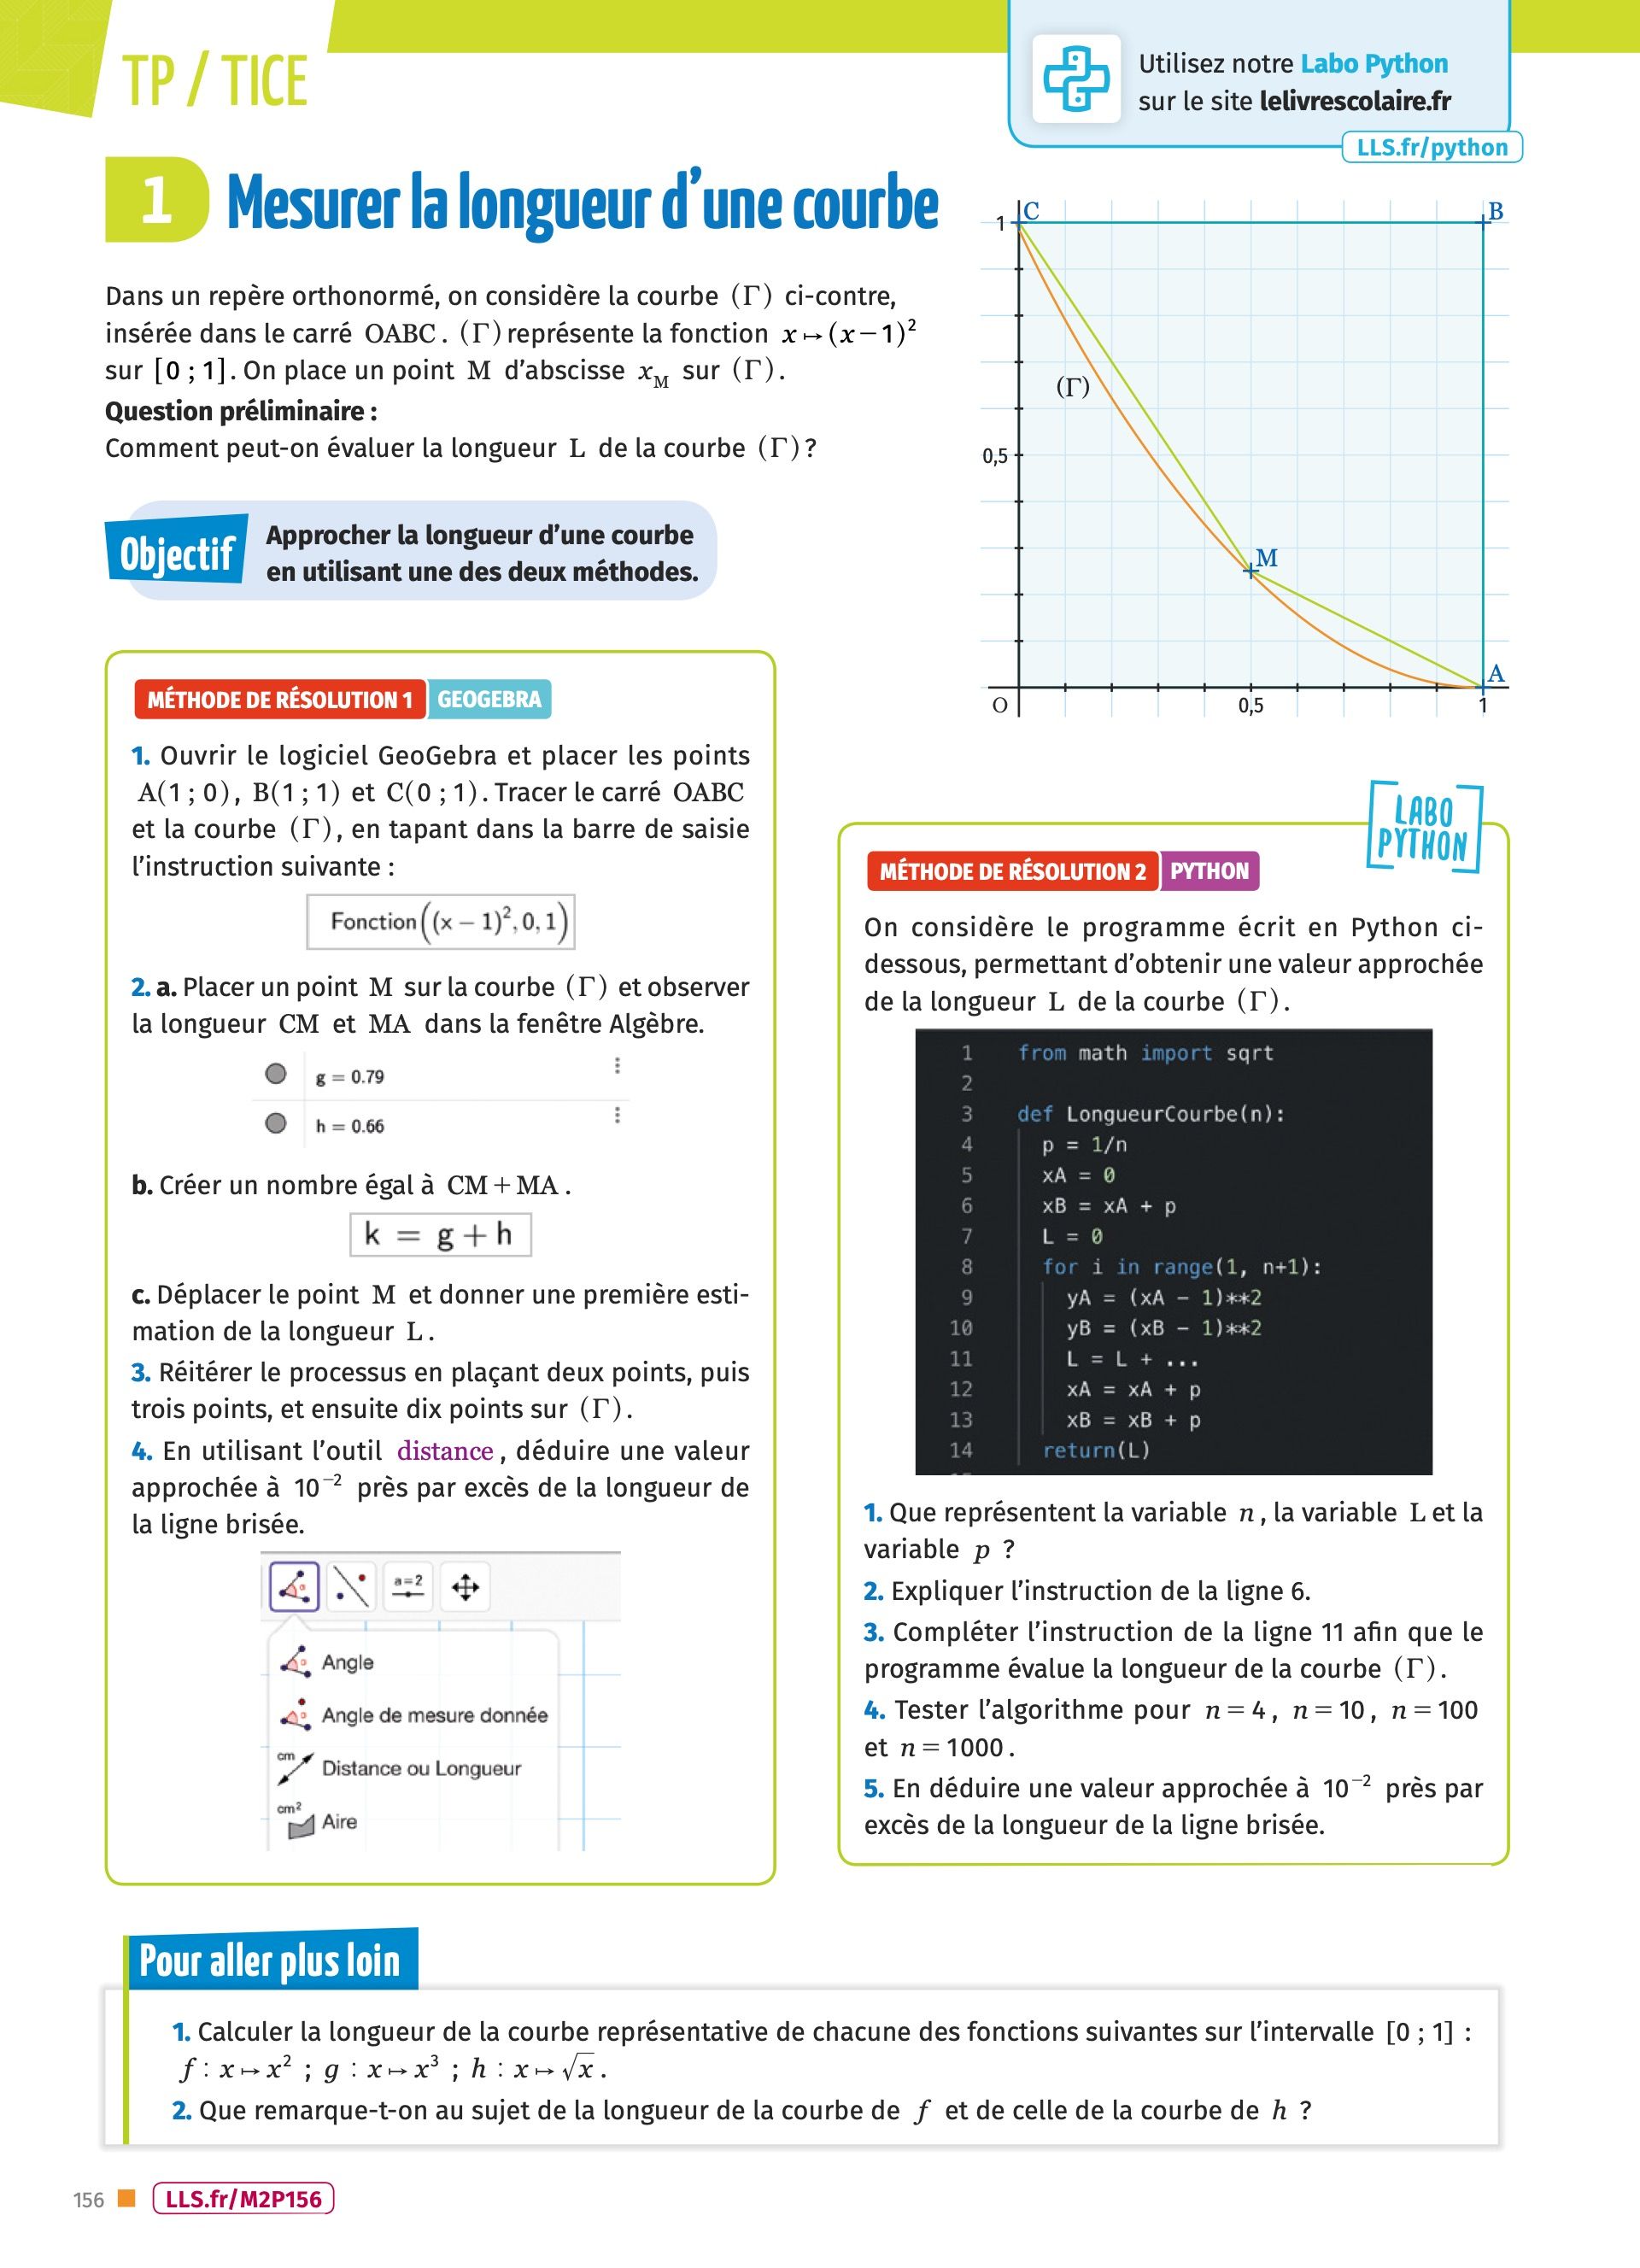 TP / TICE
Utilisez notre Labo Python
sur le site lelivrescolaire.fr
LLS.fr/python
1 Mesurer la longueur d’une courbe
Dans un repère orthonormé, on considère la courbe (Γ) ci-contre,
insérée dans le carré OABC. (Γ) représente la fonction x ↦ (x − 1)²
sur [0 ; 1]. On place un point M d’abscisse x_M sur (Γ).
Question préliminaire :
Comment peut-on évaluer la longueur L de la courbe (Γ) ?
Objectif
Approcher la longueur d’une courbe
en utilisant une des deux méthodes.
C
B
1
(Γ)
0,5
M
A
O
0,5
1
MÉTHODE DE RÉSOLUTION 1 GEOGEBRA
1. Ouvrir le logiciel GeoGebra et placer les points
A(1 ; 0), B(1 ; 1) et C(0 ; 1). Tracer le carré OABC
et la courbe (Γ), en tapant dans la barre de saisie
l’instruction suivante :
Fonction((x – 1)², 0, 1)
2. a. Placer un point M sur la courbe (Γ) et observer
la longueur CM et MA dans la fenêtre Algèbre.
g = 0.79
h = 0.66
b. Créer un nombre égal à CM + MA.
k = g + h
c. Déplacer le point M et donner une première esti-
mation de la longueur L.
3. Réitérer le processus en plaçant deux points, puis
trois points, et ensuite dix points sur (Γ).
4. En utilisant l’outil distance, déduire une valeur
approchée à 10⁻² près par excès de la longueur de
la ligne brisée.
a=2
Angle
Angle de mesure donnée
cm
Distance ou Longueur
cm²
Aire
LABO
PYTHON
MÉTHODE DE RÉSOLUTION 2 PYTHON
On considère le programme écrit en Python ci-
dessous, permettant d’obtenir une valeur approchée
de la longueur L de la courbe (Γ).
1 from math import sqrt
2
3 def LongueurCourbe(n):
4 p = 1/n
5 xA = 0
6 xB = xA + p
7 L = 0
8 for i in range(1, n+1):
9 yA = (xA - 1)**2
10 yB = (xB - 1)**2
11 L = L + ...
12 xA = xA + p
13 xB = xB + p
14 return(L)
1. Que représentent la variable n, la variable L et la
variable p ?
2. Expliquer l’instruction de la ligne 6.
3. Compléter l’instruction de la ligne 11 afin que le
programme évalue la longueur de la courbe (Γ).
4. Tester l’algorithme pour n = 4, n = 10, n = 100
et n = 1000.
5. En déduire une valeur approchée à 10⁻² près par
excès de la longueur de la ligne brisée.
Pour aller plus loin
1. Calculer la longueur de la courbe représentative de chacune des fonctions suivantes sur l’intervalle [0 ; 1] :
f : x ↦ x² ; g : x ↦ x³ ; h : x ↦ √x.
2. Que remarque-t-on au sujet de la longueur de la courbe de f et de celle de la courbe de h ?
156 LLS.fr/M2P156